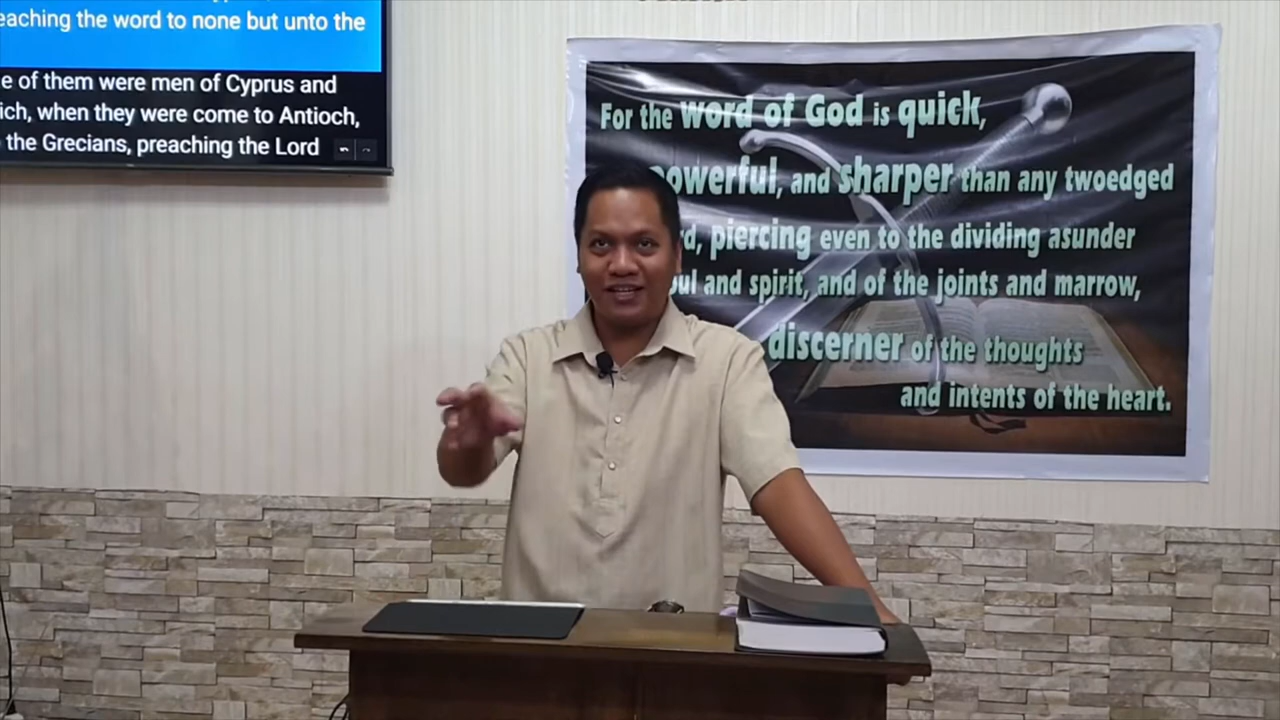 eaching the word to none but unto the
e of them were men of Cyprus and
ich, when they were come to Antioch,
the Grecians, preaching the Lord
For the word of God is quick,
powerful, and sharper than any twoedged
rd, piercing even to the dividing asunder
oul and spirit, and of the joints and marrow,
discerner of the thoughts
and intents of the heart.